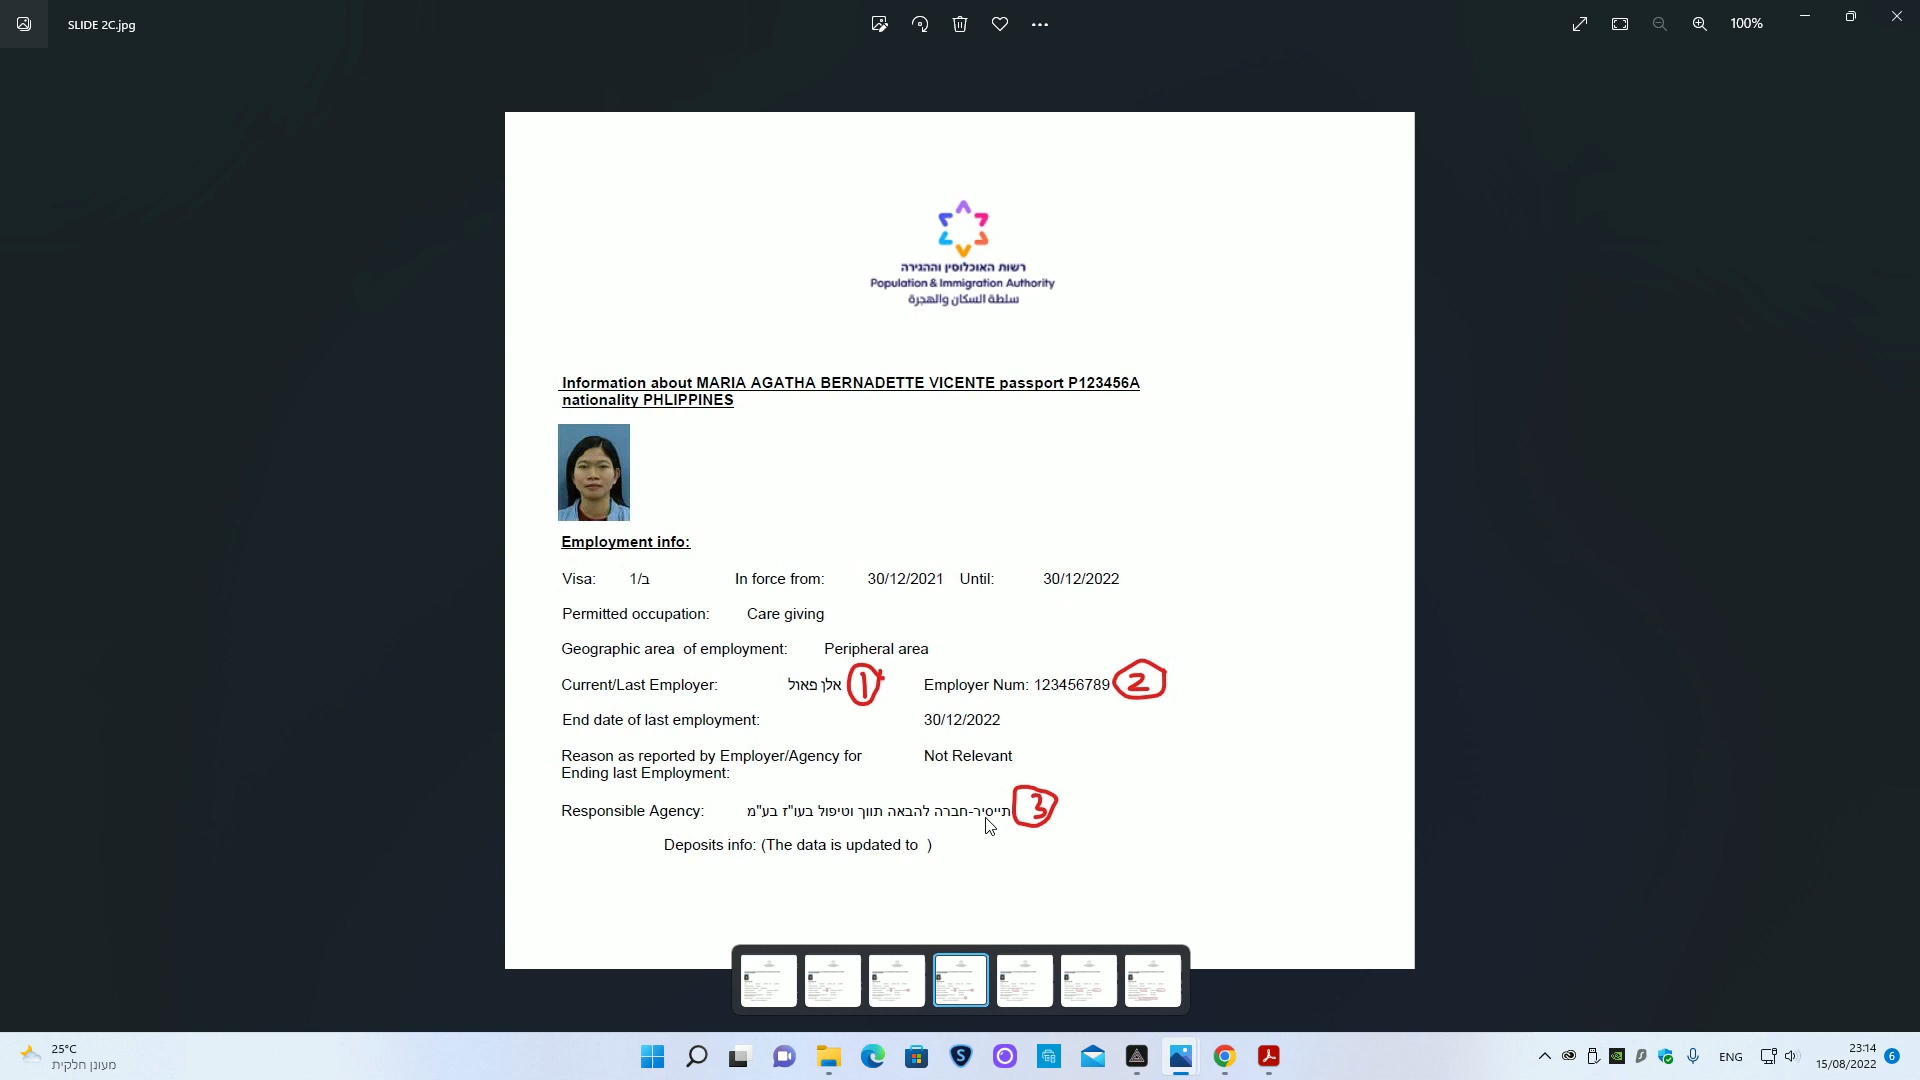 SLIDE 2C.jpg
100%
רשות האוכלוסין וההגירה
Population & Immigration Authority
سلطة السكان والهجرة
Information about MARIA AGATHA BERNADETTE VICENTE passport P123456A
nationality PHLIPPINES
Employment info:
Visa: 1/ב In force from: 30/12/2021 Until: 30/12/2022
Permitted occupation: Care giving
Geographic area of employment: Peripheral area
Current/Last Employer: אלן פאול 1 Employer Num: 123456789 2
End date of last employment: 30/12/2022
Reason as reported by Employer/Agency for Not Relevant
Ending last Employment:
Responsible Agency: תייסיר-חברה להבאה תווך וטיפול בעו"ז בע"מ 3
Deposits info: (The data is updated to )
25°C
מעונן חלקית
ENG
23:14
15/08/2022
6